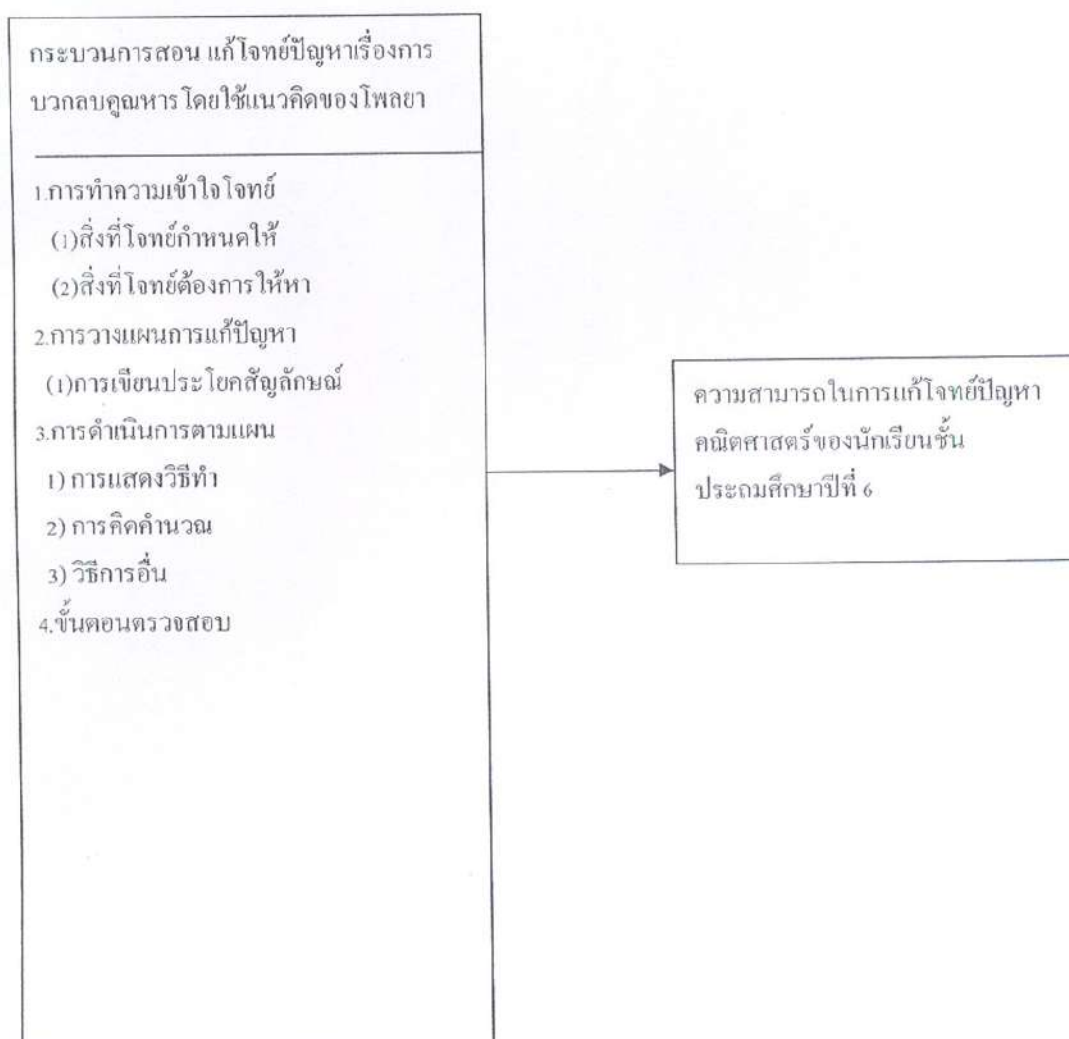 กระบวนการสอน แก้โจทย์ปัญหาเรื่องการ
บวกลบคูณหาร โดยใช้แนวคิดของโพลยา
1.การทำความเข้าใจโจทย์
(1)สิ่งที่โจทย์กำหนดให้
(2)สิ่งที่โจทย์ต้องการให้หา
2.การวางแผนการแก้ปัญหา
(1)การเขียนประโยคสัญลักษณ์
3.การดำเนินการตามแผน
1) การแสดงวิธีทำ
2) การคิดคำนวณ
3) วิธีการอื่น
4.ขั้นตอนตรวจสอบ
ความสามารถในการแก้โจทย์ปัญหา
คณิตศาสตร์ของนักเรียนชั้น
ประถมศึกษาปีที่ 6